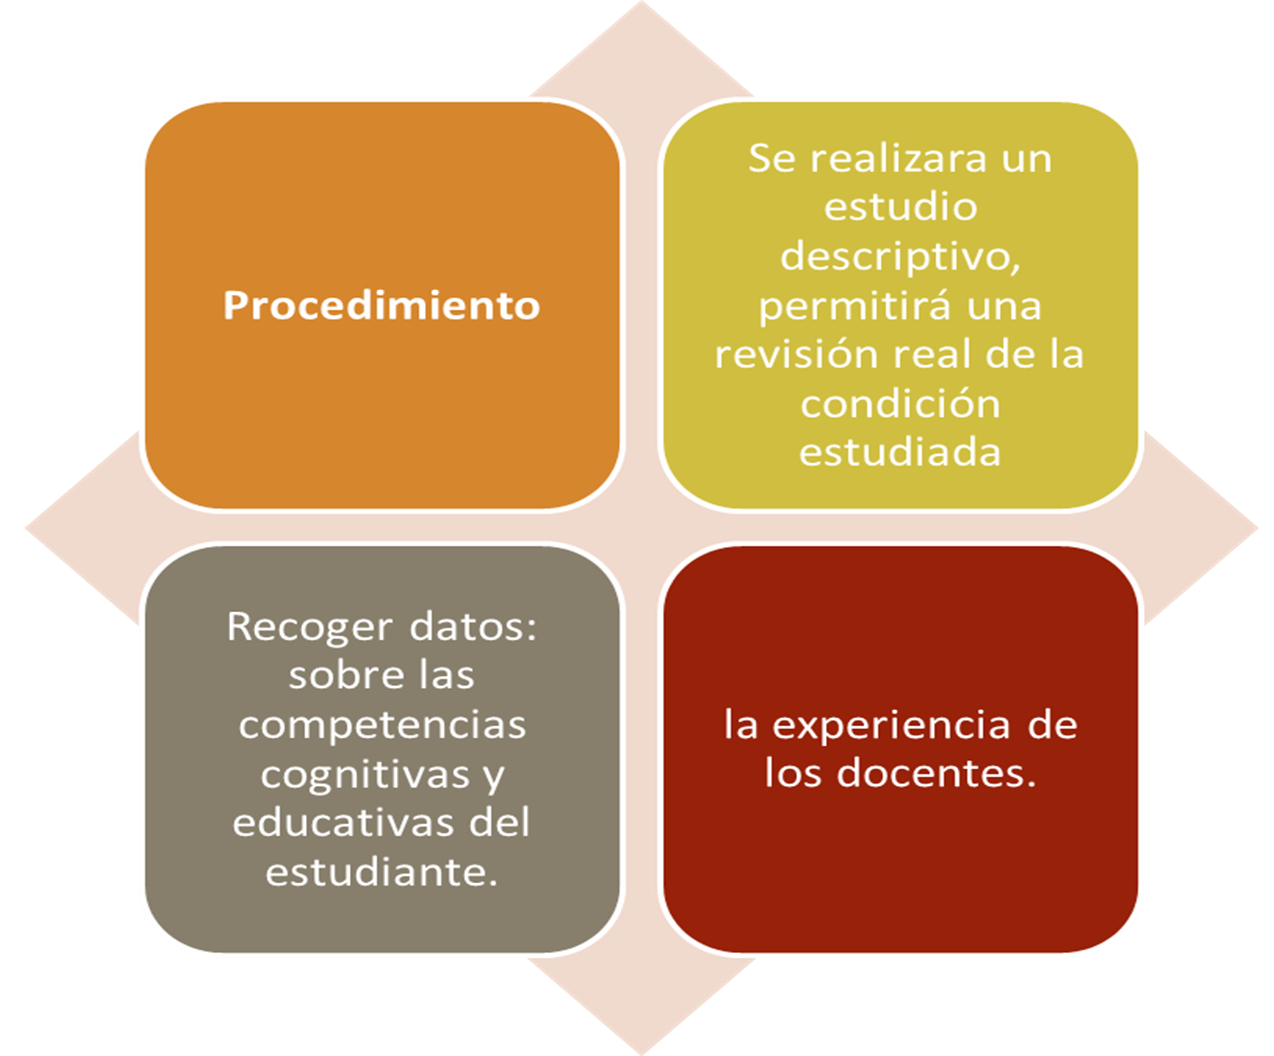 Procedimiento
Se realizara un
estudio
descriptivo,
permitirá una
revisión real de la
condición
estudiada
Recoger datos:
sobre las
competencias
cognitivas y
educativas del
estudiante.
la experiencia de
los docentes.